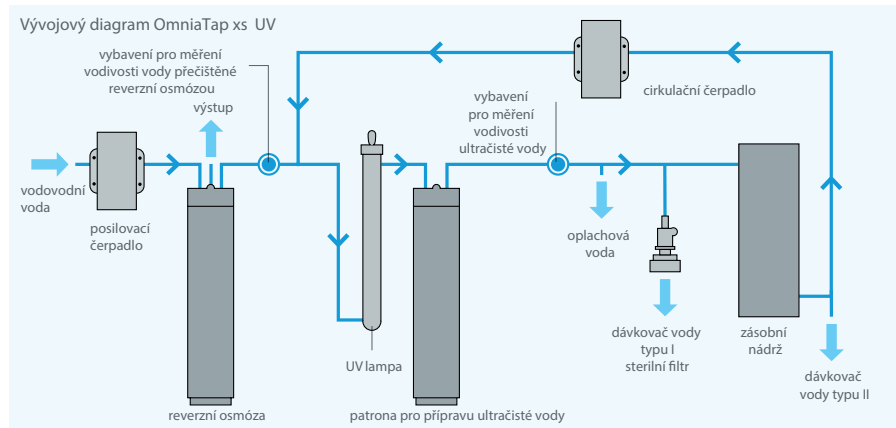 Vývojový diagram OmniaTap xs UV
vybavení pro měření
vodivosti vody přečištěné
reverzní osmózou
výstup
vodovodní
voda
posilovací
čerpadlo
reverzní osmóza
UV lampa
patrona pro přípravu ultračisté vody
vybavení
pro měření
vodivosti
ultračisté vody
cirkulační čerpadlo
oplachová
voda
dávkovač vody
typu I
sterilní filtr
zásobní
nádrž
dávkovač
vody typu II